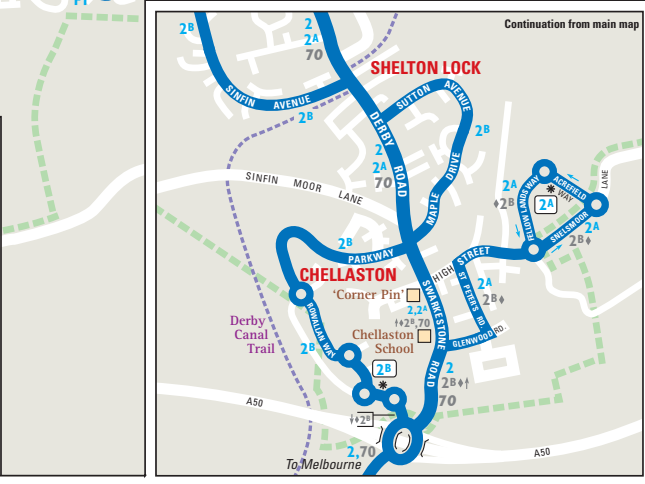 Continuation from main map
2B
2
2A
70
SHELTON LOCK
SINFIN AVENUE
2B
SUTTON AVENUE
DERBY ROAD
2B
2
2A
70
MAPLE DRIVE
SINFIN MOOR LANE
LANE
2A
♦2B
ACREFIELD WAY
FELLOW LANDS WAY
* 2A
SNELSMOOR
2A
2B♦
2B
PARKWAY
HIGH STREET
CHELLASTON
'Corner Pin'
2,2A
↑♦2B,70
Chellaston
School
SWARKESTONE ROAD
ST PETER'S RD.
2A
2B♦
GLENWOOD RD.
Derby
Canal
Trail
ROWALLAN WAY
2B
2B
*
2
2B♦↑
70
↓♦2B
A50
A50
2,70
To Melbourne